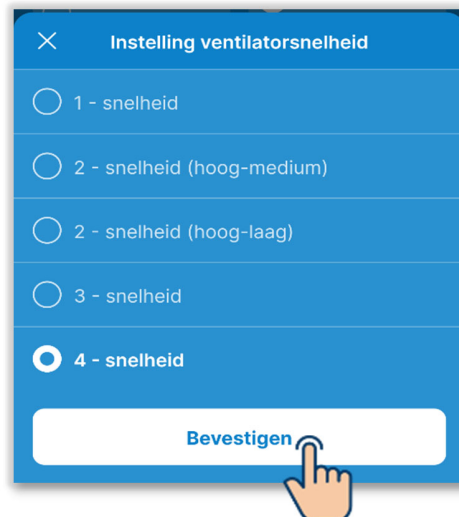 Instelling ventilatorsnelheid
1 - snelheid
2 - snelheid (hoog-medium)
2 - snelheid (hoog-laag)
3 - snelheid
4 - snelheid
Bevestigen